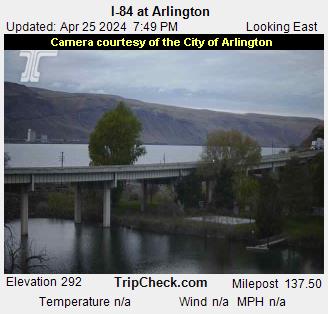 I-84 at Arlington
Updated: Apr 25 2024 7:49 PM Looking East
Camera courtesy of the City of Arlington
Elevation 292 TripCheck.com Milepost 137.50
Temperature n/a Wind n/a MPH n/a